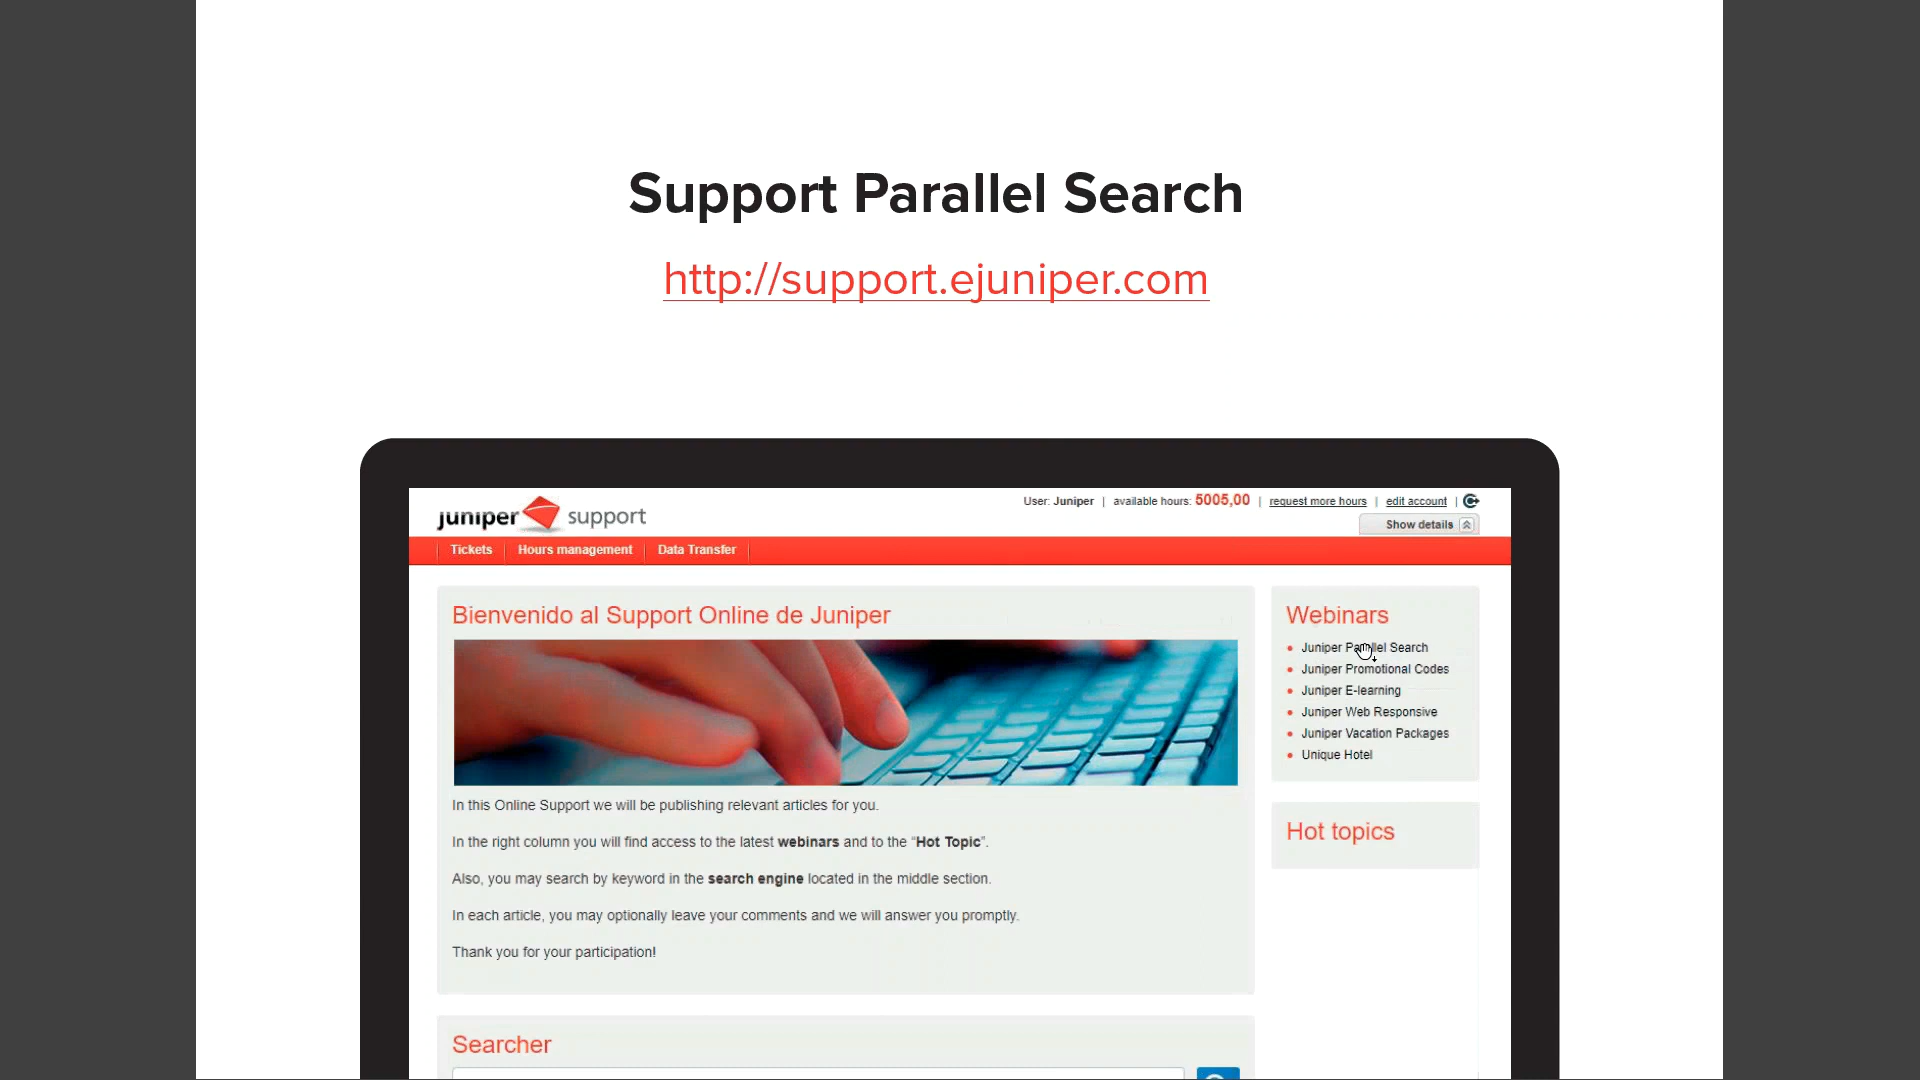 Support Parallel Search
http://support.ejuniper.com
juniper support
User: Juniper | available hours: 5005,00 | request more hours | edit account |
Show details
Tickets Hours management Data Transfer
Bienvenido al Support Online de Juniper
In this Online Support we will be publishing relevant articles for you.
In the right column you will find access to the latest webinars and to the “Hot Topic”.
Also, you may search by keyword in the search engine located in the middle section.
In each article, you may optionally leave your comments and we will answer you promptly.
Thank you for your participation!
Searcher
Webinars
Juniper Parallel Search
Juniper Promotional Codes
Juniper E-learning
Juniper Web Responsive
Juniper Vacation Packages
Unique Hotel
Hot topics